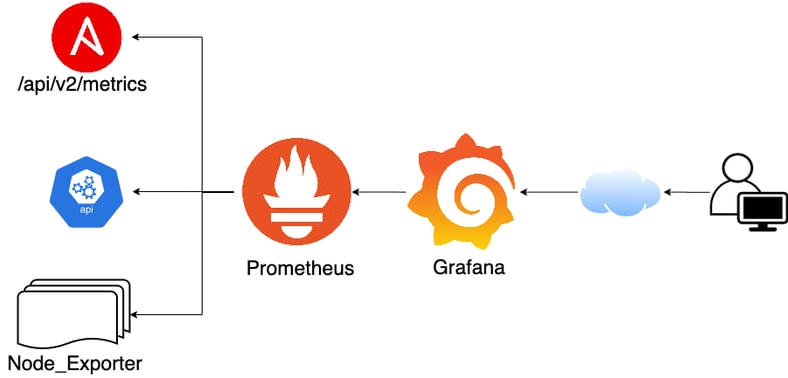 /api/v2/metrics
api
Prometheus
Grafana
Node_Exporter